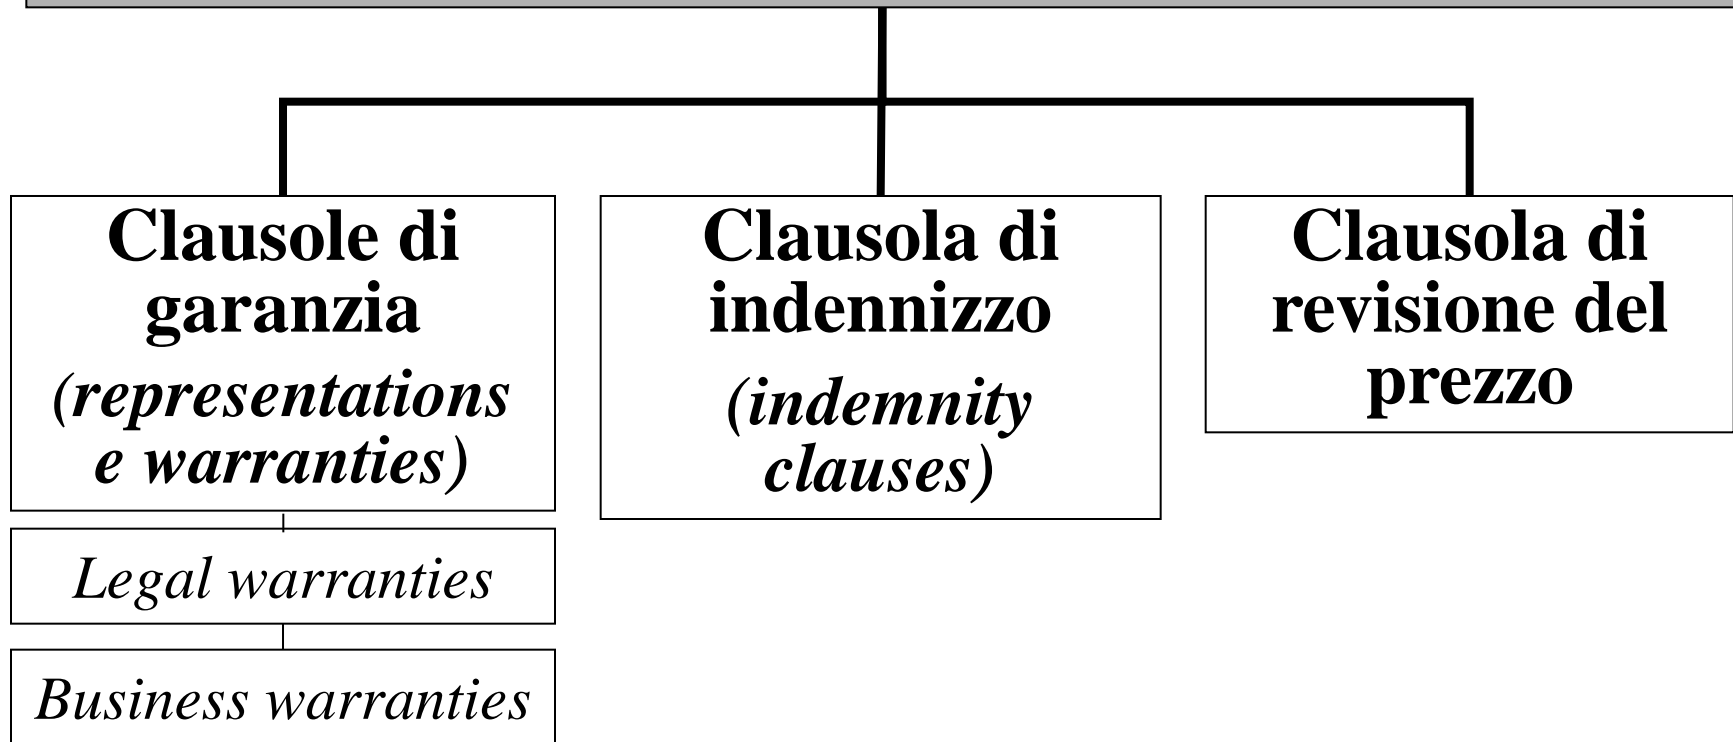 Clausole di
garanzia
(representations
e warranties)
Legal warranties
Business warranties
Clausola di
indennizzo
(indemnity
clauses)
Clausola di
revisione del
prezzo